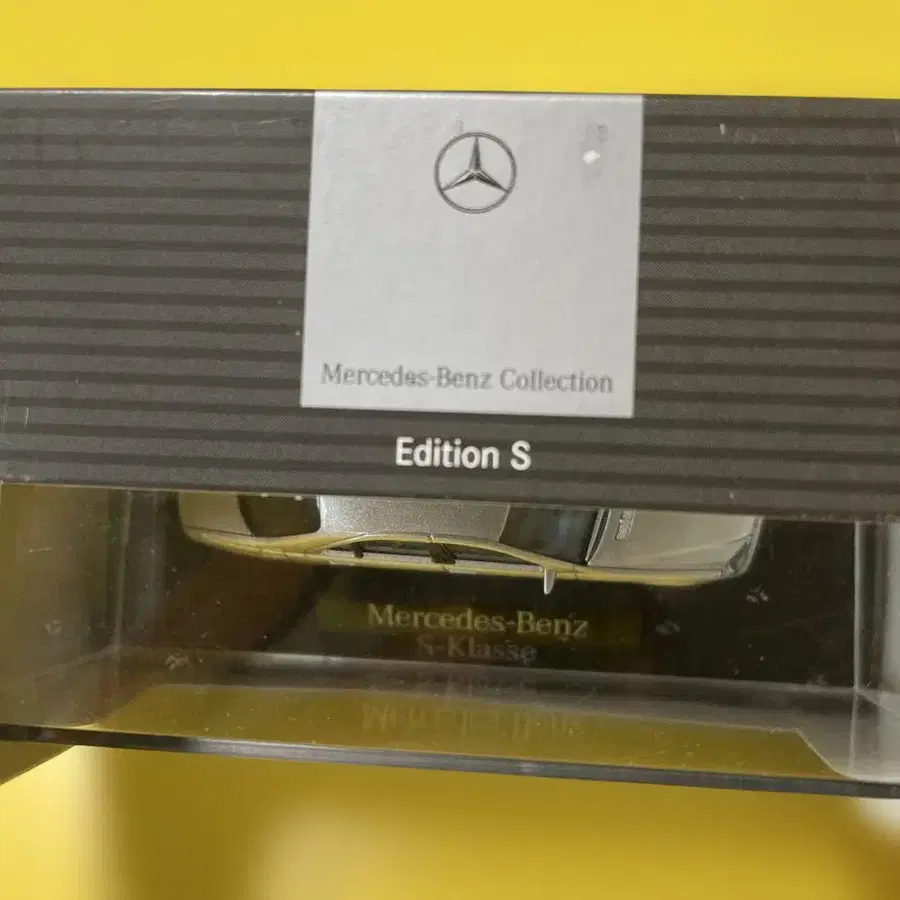 Mercedes-Benz Collection
Edition S
Mercedes-Benz
S-Klasse